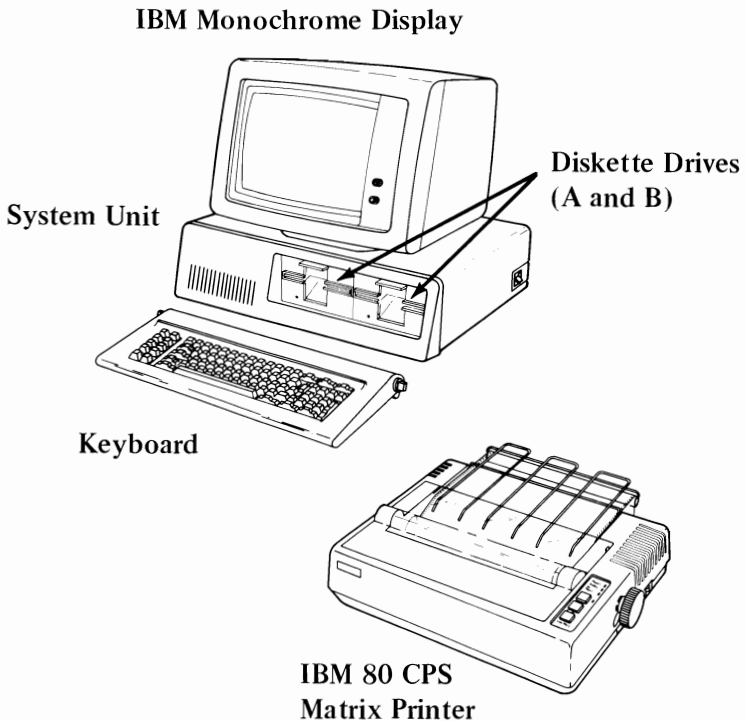 IBM Monochrome Display
Diskette Drives
(A and B)
System Unit
Keyboard
IBM 80 CPS
Matrix Printer